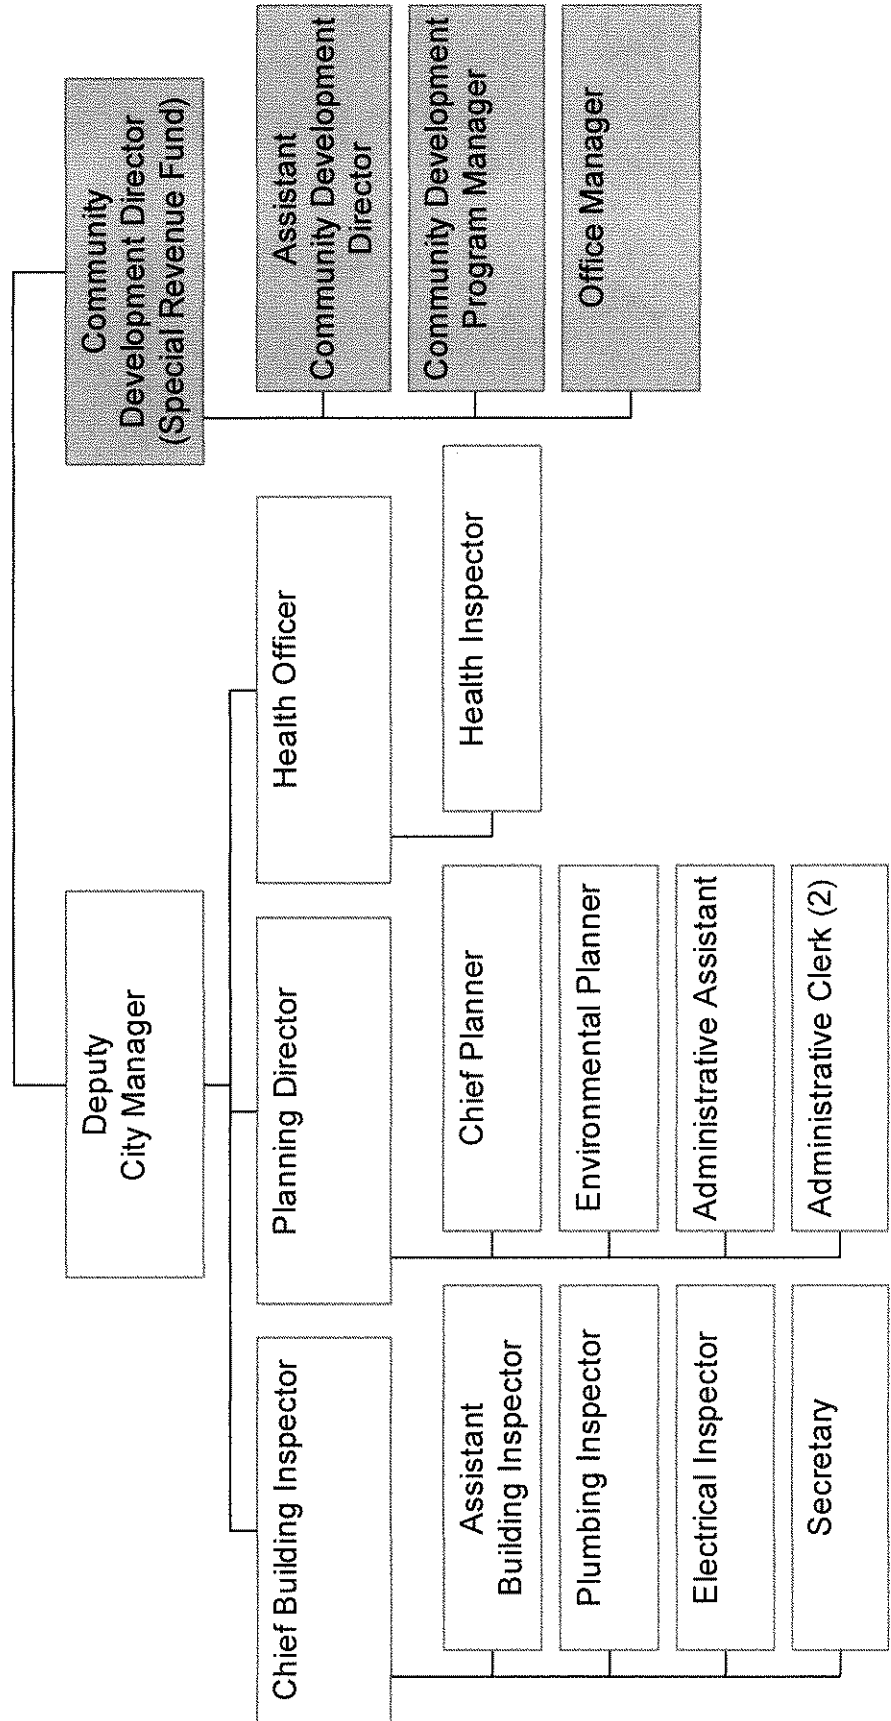 Deputy
City Manager
Community
Development Director
(Special Revenue Fund)
Chief Building Inspector
Assistant
Building Inspector
Plumbing Inspector
Electrical Inspector
Secretary
Planning Director
Chief Planner
Environmental Planner
Administrative Assistant
Administrative Clerk (2)
Health Officer
Health Inspector
Assistant
Community Development
Director
Community Development
Program Manager
Office Manager